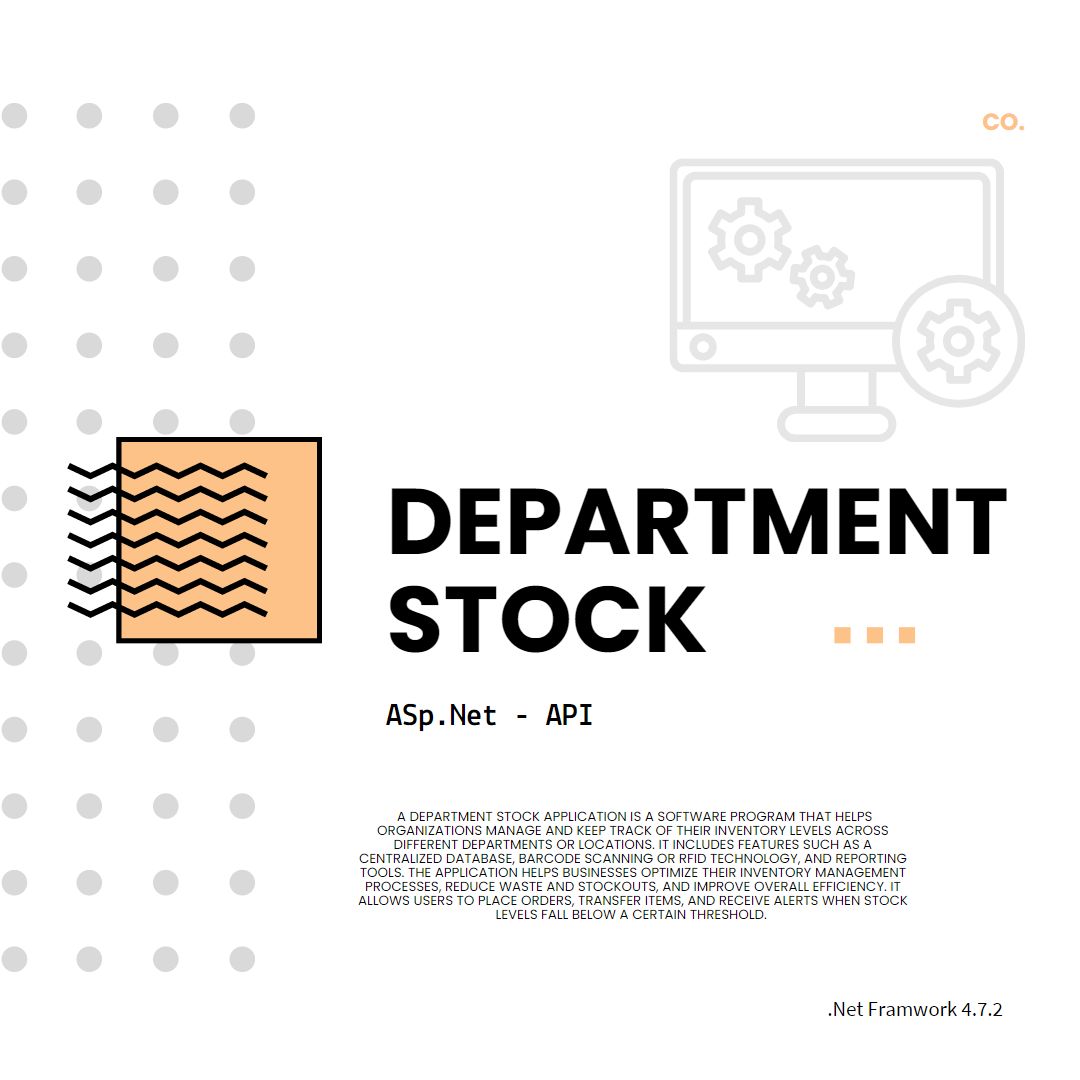 CO.
DEPARTMENT
STOCK
ASp.Net - API
A DEPARTMENT STOCK APPLICATION IS A SOFTWARE PROGRAM THAT HELPS
ORGANIZATIONS MANAGE AND KEEP TRACK OF THEIR INVENTORY LEVELS ACROSS
DIFFERENT DEPARTMENTS OR LOCATIONS. IT INCLUDES FEATURES SUCH AS A
CENTRALIZED DATABASE, BARCODE SCANNING OR RFID TECHNOLOGY, AND REPORTING
TOOLS. THE APPLICATION HELPS BUSINESSES OPTIMIZE THEIR INVENTORY MANAGEMENT
PROCESSES, REDUCE WASTE AND STOCKOUTS, AND IMPROVE OVERALL EFFICIENCY. IT
ALLOWS USERS TO PLACE ORDERS, TRANSFER ITEMS, AND RECEIVE ALERTS WHEN STOCK
LEVELS FALL BELOW A CERTAIN THRESHOLD.
.Net Framwork 4.7.2